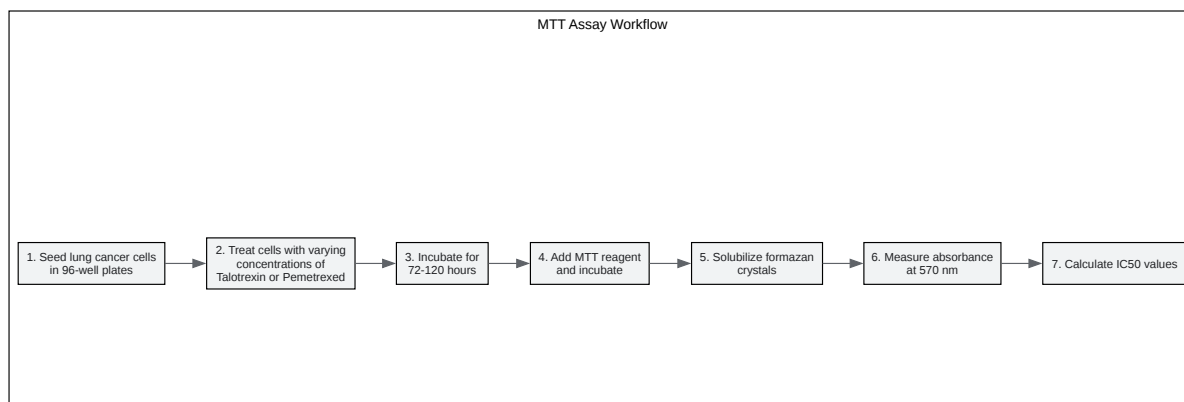 MTT Assay Workflow
1. Seed lung cancer cells
in 96-well plates
2. Treat cells with varying
concentrations of
Talotrexin or Pemetrexed
3. Incubate for
72-120 hours
4. Add MTT reagent
and incubate
5. Solubilize formazan
crystals
6. Measure absorbance
at 570 nm
7. Calculate IC50 values